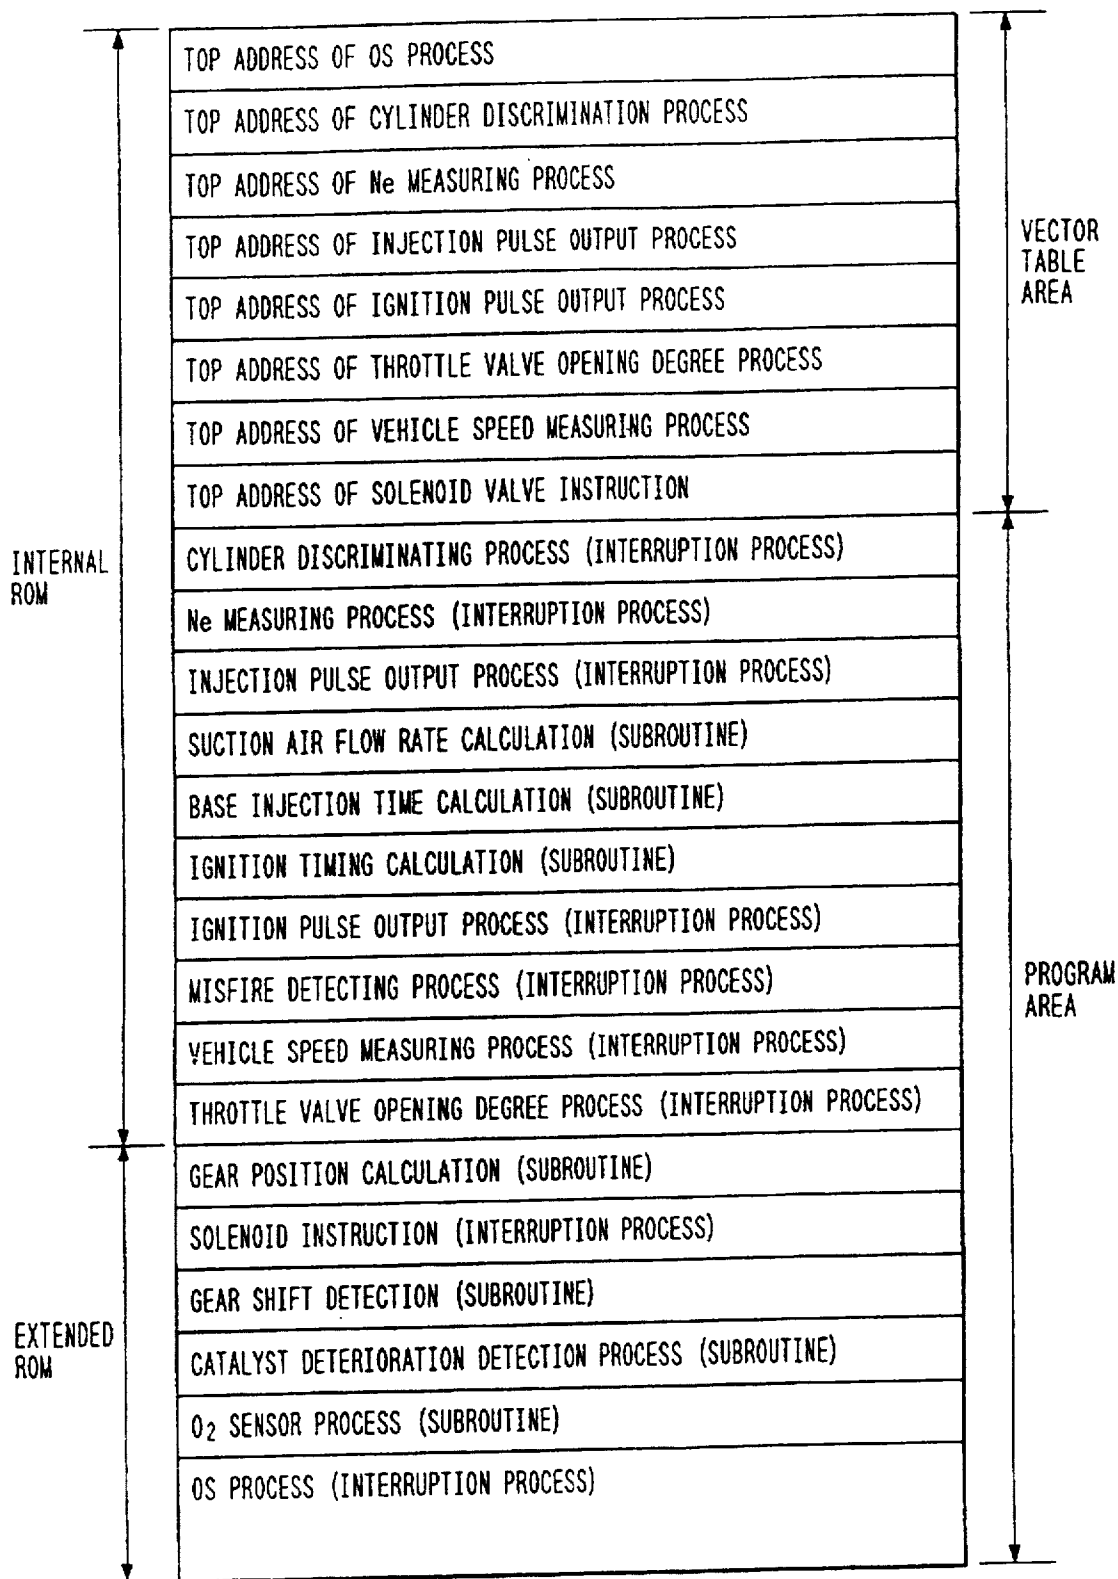 TOP ADDRESS OF OS PROCESS
TOP ADDRESS OF CYLINDER DISCRIMINATION PROCESS
TOP ADDRESS OF Ne MEASURING PROCESS
TOP ADDRESS OF INJECTION PULSE OUTPUT PROCESS
TOP ADDRESS OF IGNITION PULSE OUTPUT PROCESS
TOP ADDRESS OF THROTTLE VALVE OPENING DEGREE PROCESS
TOP ADDRESS OF VEHICLE SPEED MEASURING PROCESS
TOP ADDRESS OF SOLENOID VALVE INSTRUCTION
VECTOR
TABLE
AREA
INTERNAL
ROM
CYLINDER DISCRIMINATING PROCESS (INTERRUPTION PROCESS)
Ne MEASURING PROCESS (INTERRUPTION PROCESS)
INJECTION PULSE OUTPUT PROCESS (INTERRUPTION PROCESS)
SUCTION AIR FLOW RATE CALCULATION (SUBROUTINE)
BASE INJECTION TIME CALCULATION (SUBROUTINE)
IGNITION TIMING CALCULATION (SUBROUTINE)
IGNITION PULSE OUTPUT PROCESS (INTERRUPTION PROCESS)
MISFIRE DETECTING PROCESS (INTERRUPTION PROCESS)
VEHICLE SPEED MEASURING PROCESS (INTERRUPTION PROCESS)
THROTTLE VALVE OPENING DEGREE PROCESS (INTERRUPTION PROCESS)
PROGRAM
AREA
GEAR POSITION CALCULATION (SUBROUTINE)
SOLENOID INSTRUCTION (INTERRUPTION PROCESS)
GEAR SHIFT DETECTION (SUBROUTINE)
CATALYST DETERIORATION DETECTION PROCESS (SUBROUTINE)
O2 SENSOR PROCESS (SUBROUTINE)
OS PROCESS (INTERRUPTION PROCESS)
EXTENDED
ROM